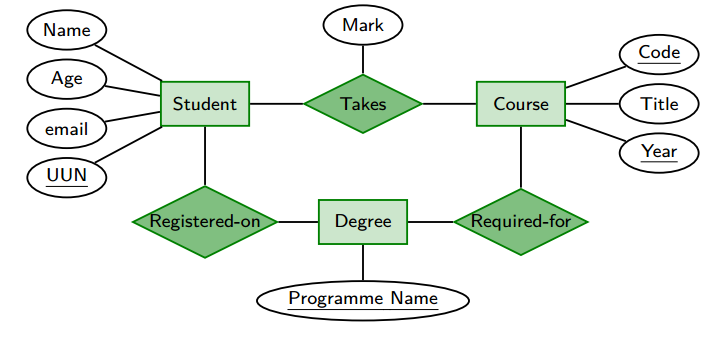 Name
Mark
Code
Age
Student
Takes
Course
Title
email
Year
UUN
Registered-on
Degree
Required-for
Programme Name